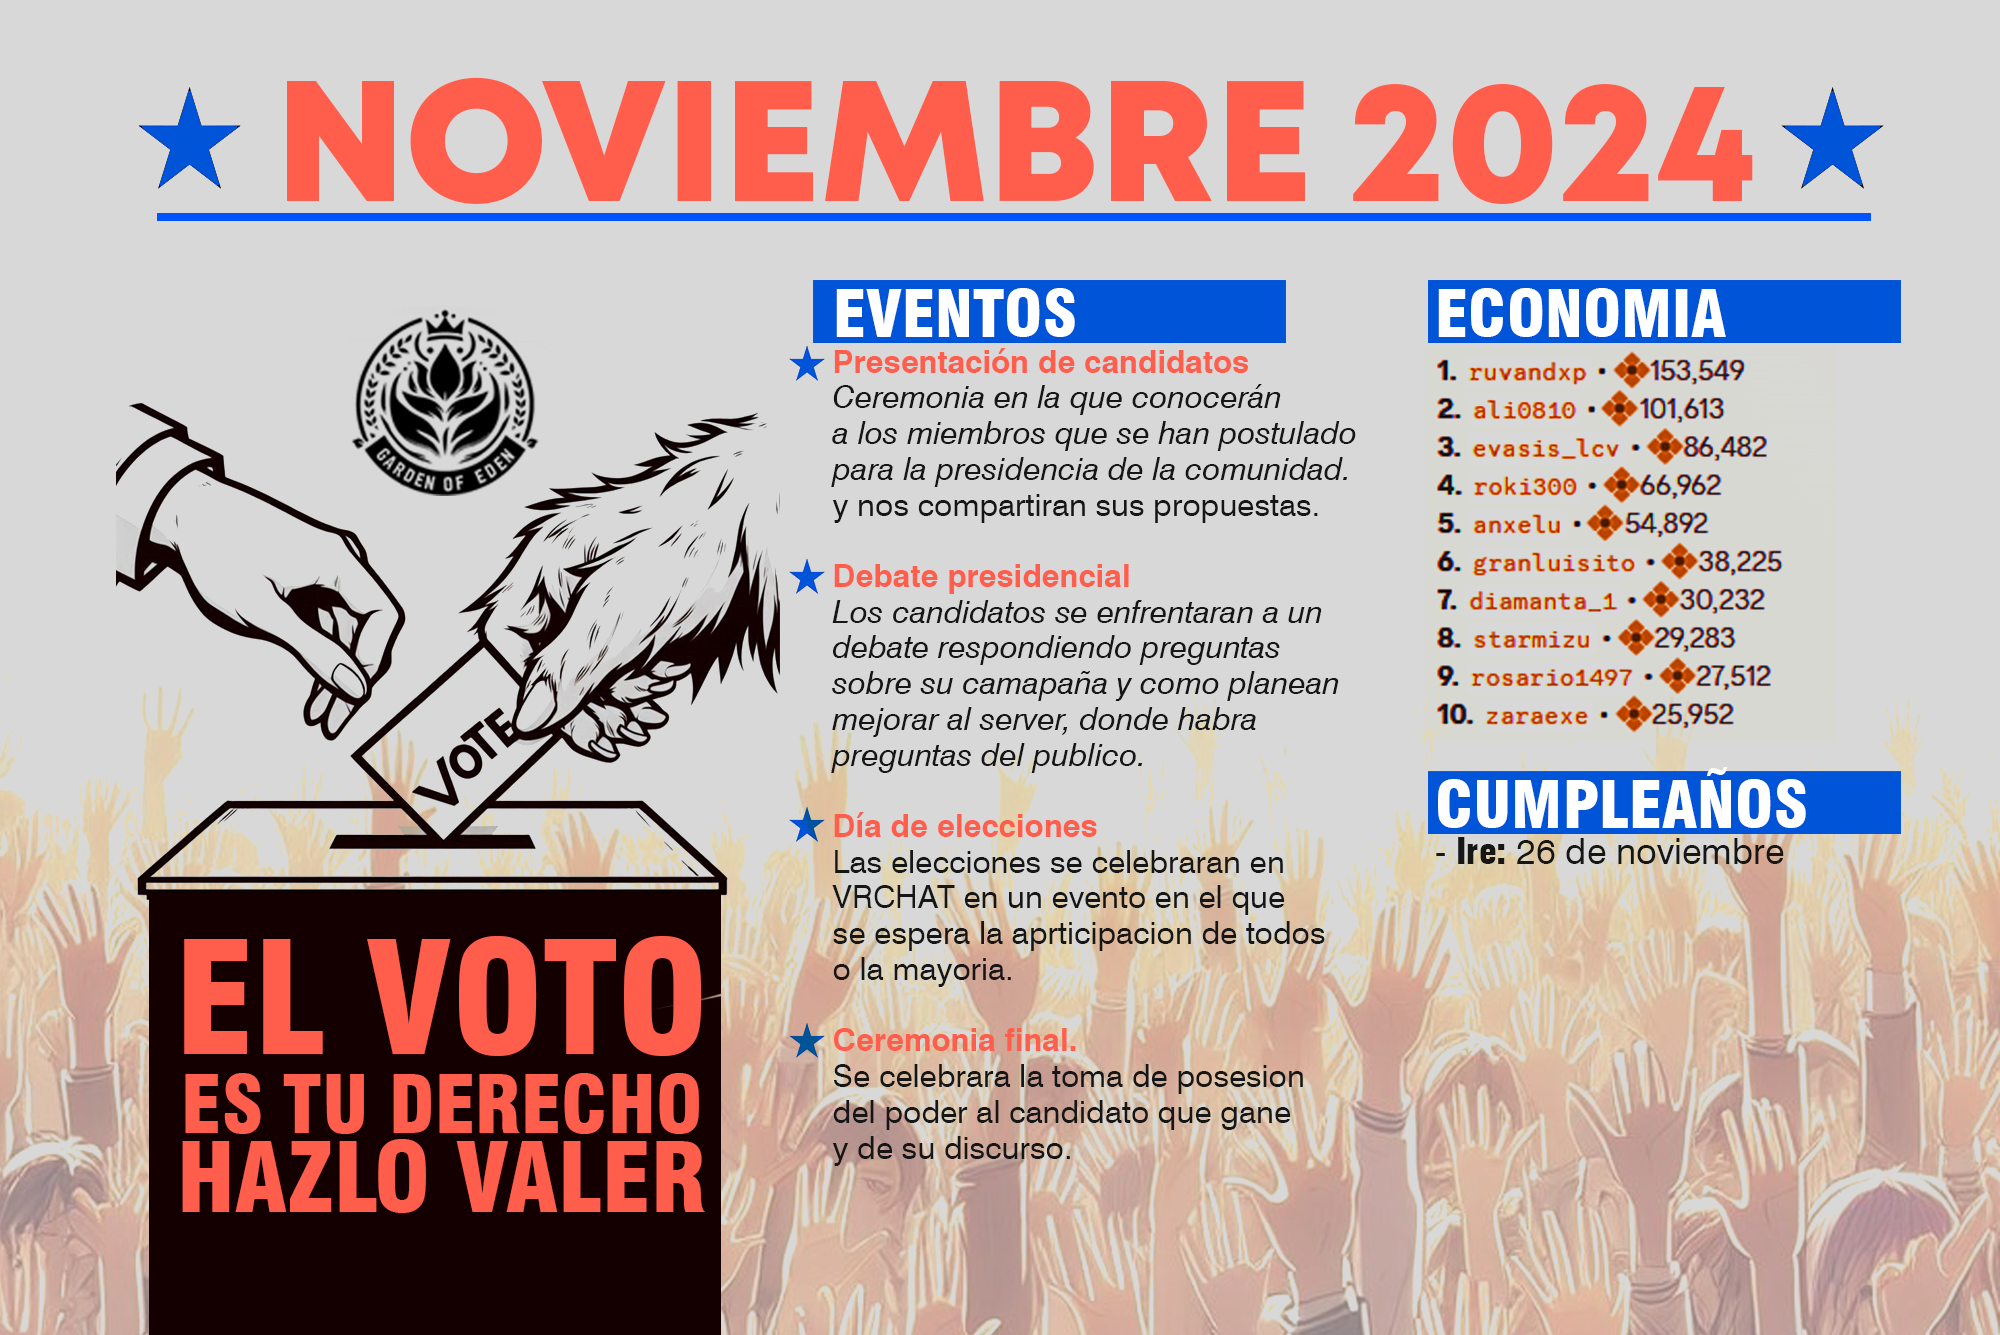 NOVIEMBRE 2024
GARDEN OF EDEN
VOTE
EL VOTO
ES TU DERECHO
HAZLO VALER
EVENTOS
Presentación de candidatos
Ceremonia en la que conocerán
a los miembros que se han postulado
para la presidencia de la comunidad.
y nos compartiran sus propuestas.
Debate presidencial
Los candidatos se enfrentaran a un
debate respondiendo preguntas
sobre su camapaña y como planean
mejorar al server, donde habra
preguntas del publico.
Día de elecciones
Las elecciones se celebraran en
VRCHAT en un evento en el que
se espera la aprticipacion de todos
o la mayoria.
Ceremonia final.
Se celebrara la toma de posesion
del poder al candidato que gane
y de su discurso.
ECONOMIA
1. ruvandxp • 153,549
2. ali0810 • 101,613
3. evasis_lcv • 86,482
4. roki300 • 66,962
5. anxelu • 54,892
6. granluisito • 38,225
7. diamanta_1 • 30,232
8. starmizu • 29,283
9. rosario1497 • 27,512
10. zaraexe • 25,952
CUMPLEAÑOS
- Ire: 26 de noviembre